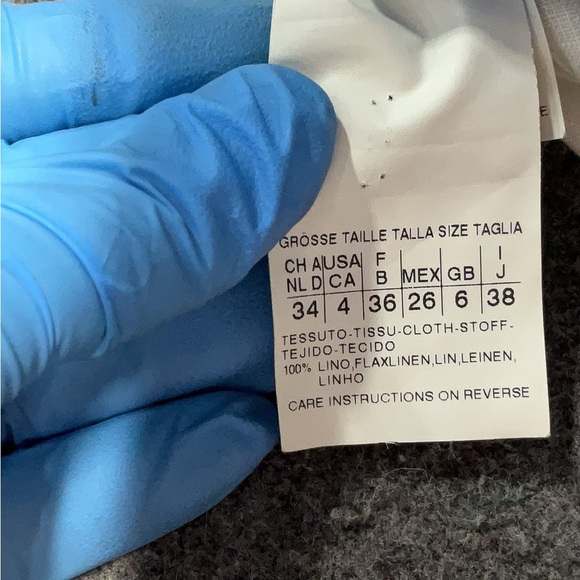 E
GRÖSSE TAILLE TALLA SIZE TAGLIA
CH A USA F I
NL D CA B MEX GB J
34 4 36 26 6 38
TESSUTO-TISSU-CLOTH-STOFF-
TEJIDO-TECIDO
100% LINO,FLAXLINEN,LIN,LEINEN,
LINHO
CARE INSTRUCTIONS ON REVERSE